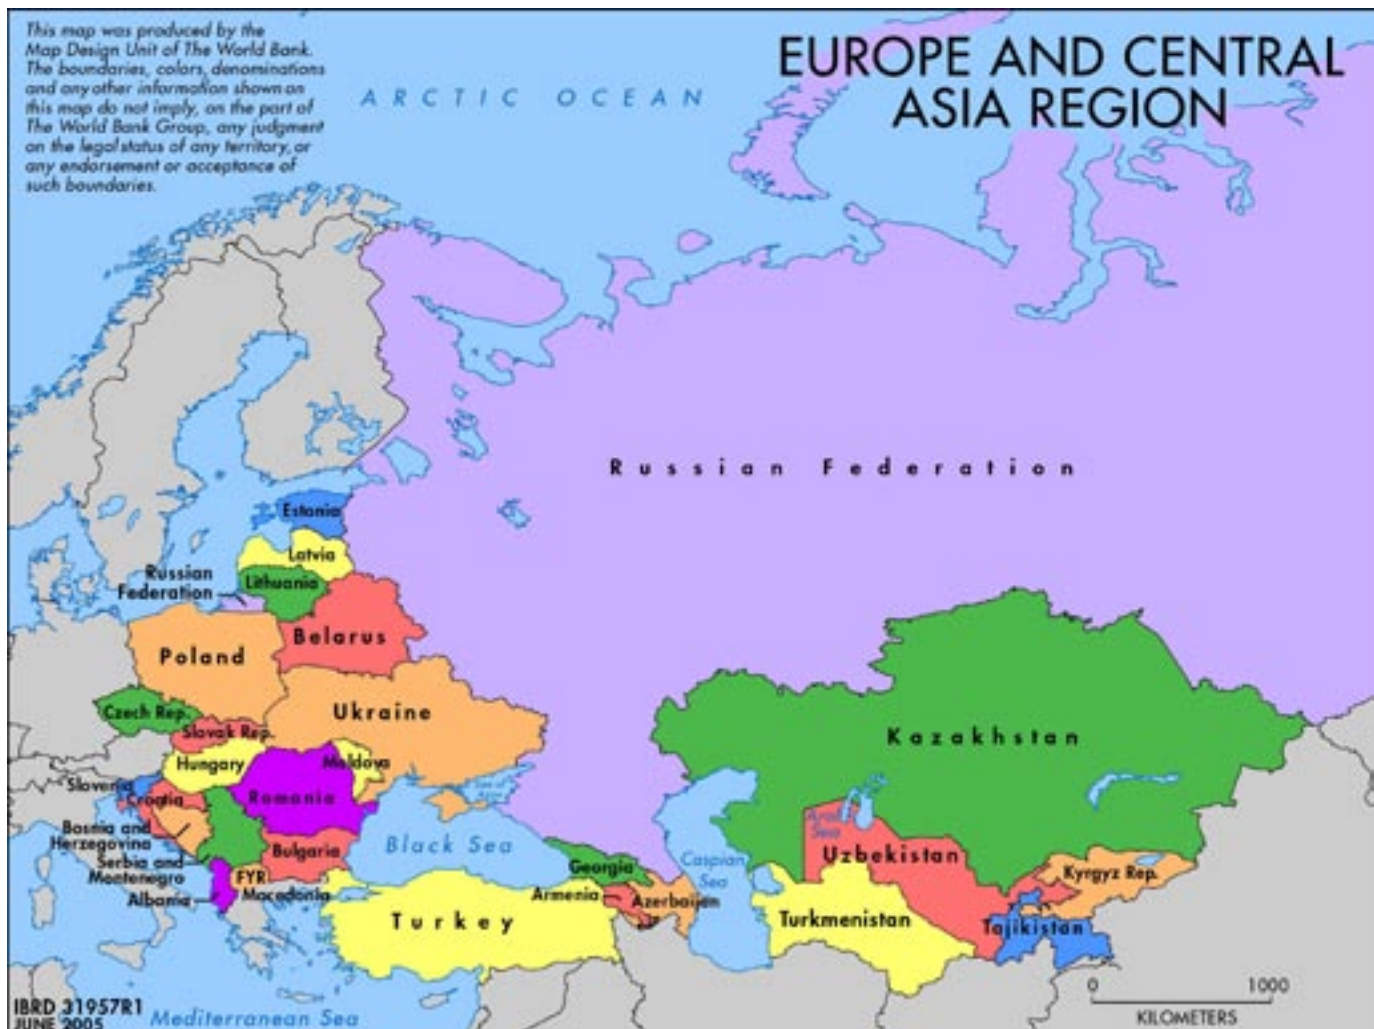 This map was produced by the
Map Design Unit of The World Bank.
The boundaries, colors, denominations
and any other information shown on
this map do not imply, on the part of
The World Bank Group, any judgment
on the legal status of any territory, or
any endorsement or acceptance of
such boundaries.
EUROPE AND CENTRAL
ASIA REGION
ARCTIC OCEAN
Russian Federation
Estonia
Latvia
Lithuania
Russian
Federation
Belarus
Poland
Ukraine
Czech Rep.
Slovak Rep.
Kazakhstan
Hungary
Moldova
Slovenia
Croatia
Romania
Sea of
Azov
Bosnia and
Herzegovina
Serbia and
Montenegro
Albania
Bulgaria
FYR
Macedonia
Black Sea
Georgia
Armenia
Azerbaijan
Caspian
Sea
Aral
Sea
Uzbekistan
Kyrgyz Rep.
Turkey
Turkmenistan
Tajikistan
0 1000
KILOMETERS
IBRD 31957R1
JUNE 2005
Mediterranean Sea